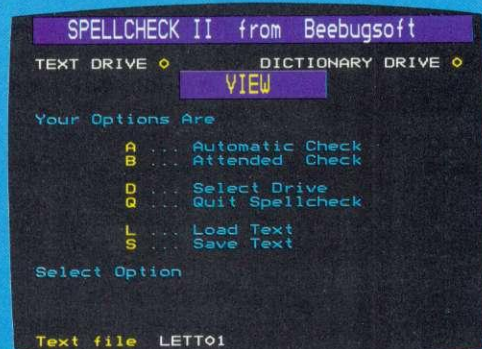 SPELLCHECK II from Beebugsoft
TEXT DRIVE 0 DICTIONARY DRIVE 0
VIEW
Your Options Are
A ... Automatic Check
B ... Attended Check
D ... Select Drive
Q ... Quit Spellcheck
L ... Load Text
S ... Save Text
Select Option
Text file LETT01